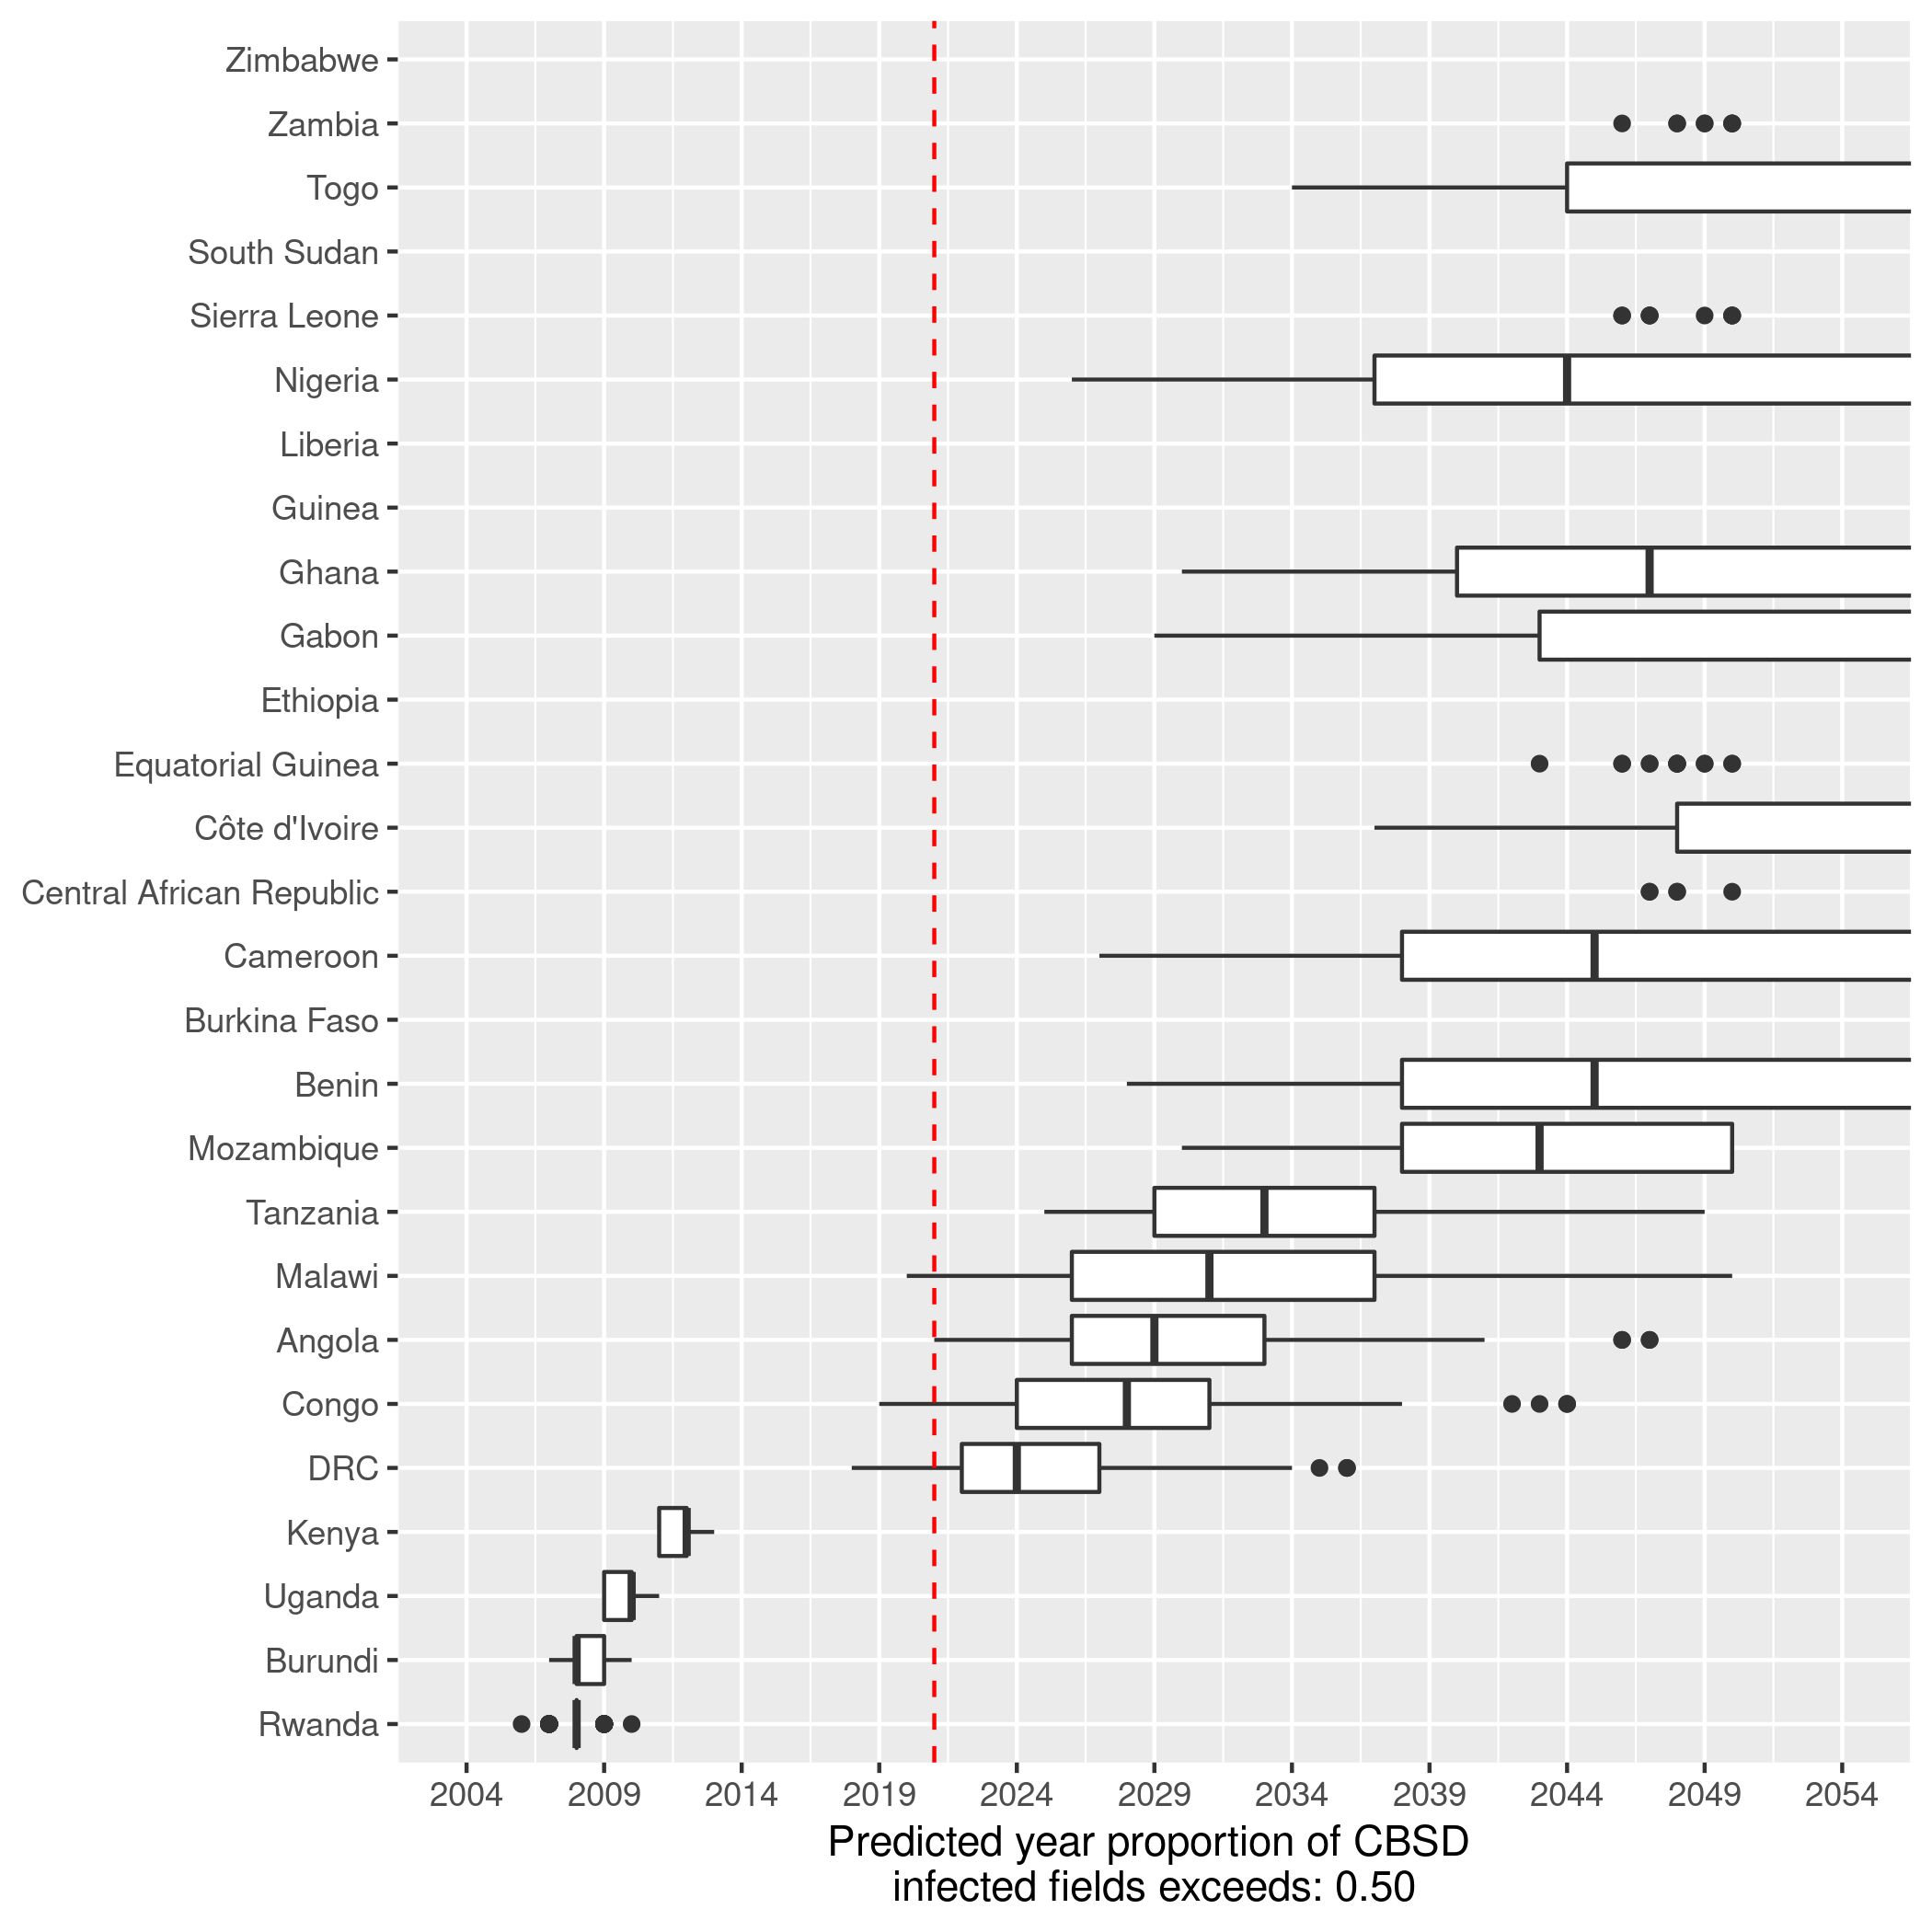 Zimbabwe
Zambia
Togo
South Sudan
Sierra Leone
Nigeria
Liberia
Guinea
Ghana
Gabon
Ethiopia
Equatorial Guinea
Côte d'Ivoire
Central African Republic
Cameroon
Burkina Faso
Benin
Mozambique
Tanzania
Malawi
Angola
Congo
DRC
Kenya
Uganda
Burundi
Rwanda
2004 2009 2014 2019 2024 2029 2034 2039 2044 2049 2054
Predicted year proportion of CBSD
infected fields exceeds: 0.50